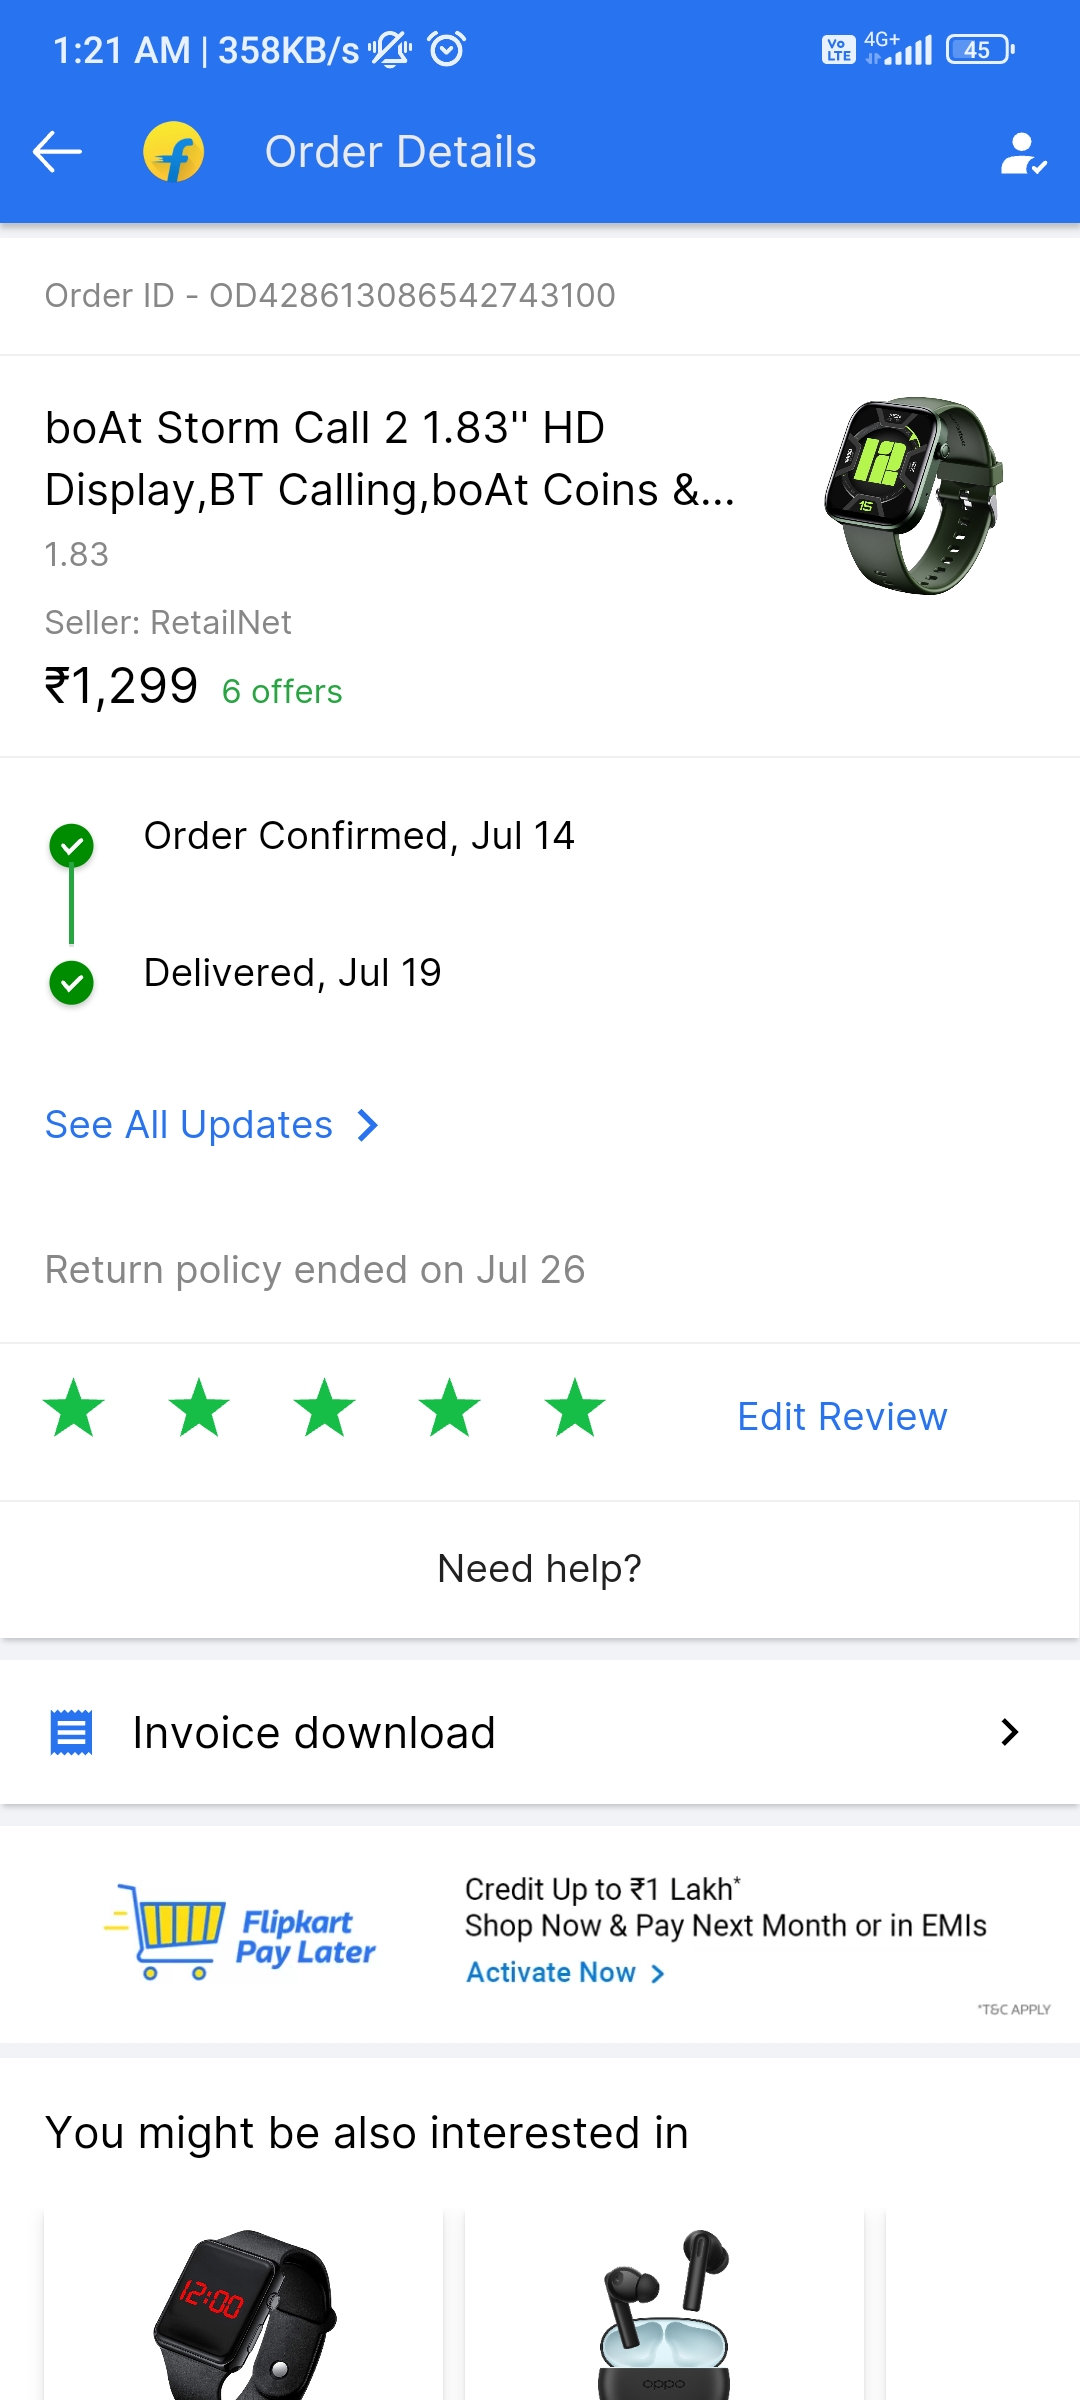 1:21 AM | 358KB/s
Vo LTE 4G+ 45
Order Details
Order ID - OD428613086542743100
boAt Storm Call 2 1.83'' HD
Display,BT Calling,boAt Coins &...
1.83
Seller: RetailNet
₹1,299 6 offers
Order Confirmed, Jul 14
Delivered, Jul 19
See All Updates
Return policy ended on Jul 26
Edit Review
Need help?
Invoice download
Flipkart
Pay Later
Credit Up to ₹1 Lakh*
Shop Now & Pay Next Month or in EMIs
Activate Now
*T&C APPLY
You might be also interested in
12:00
oppo